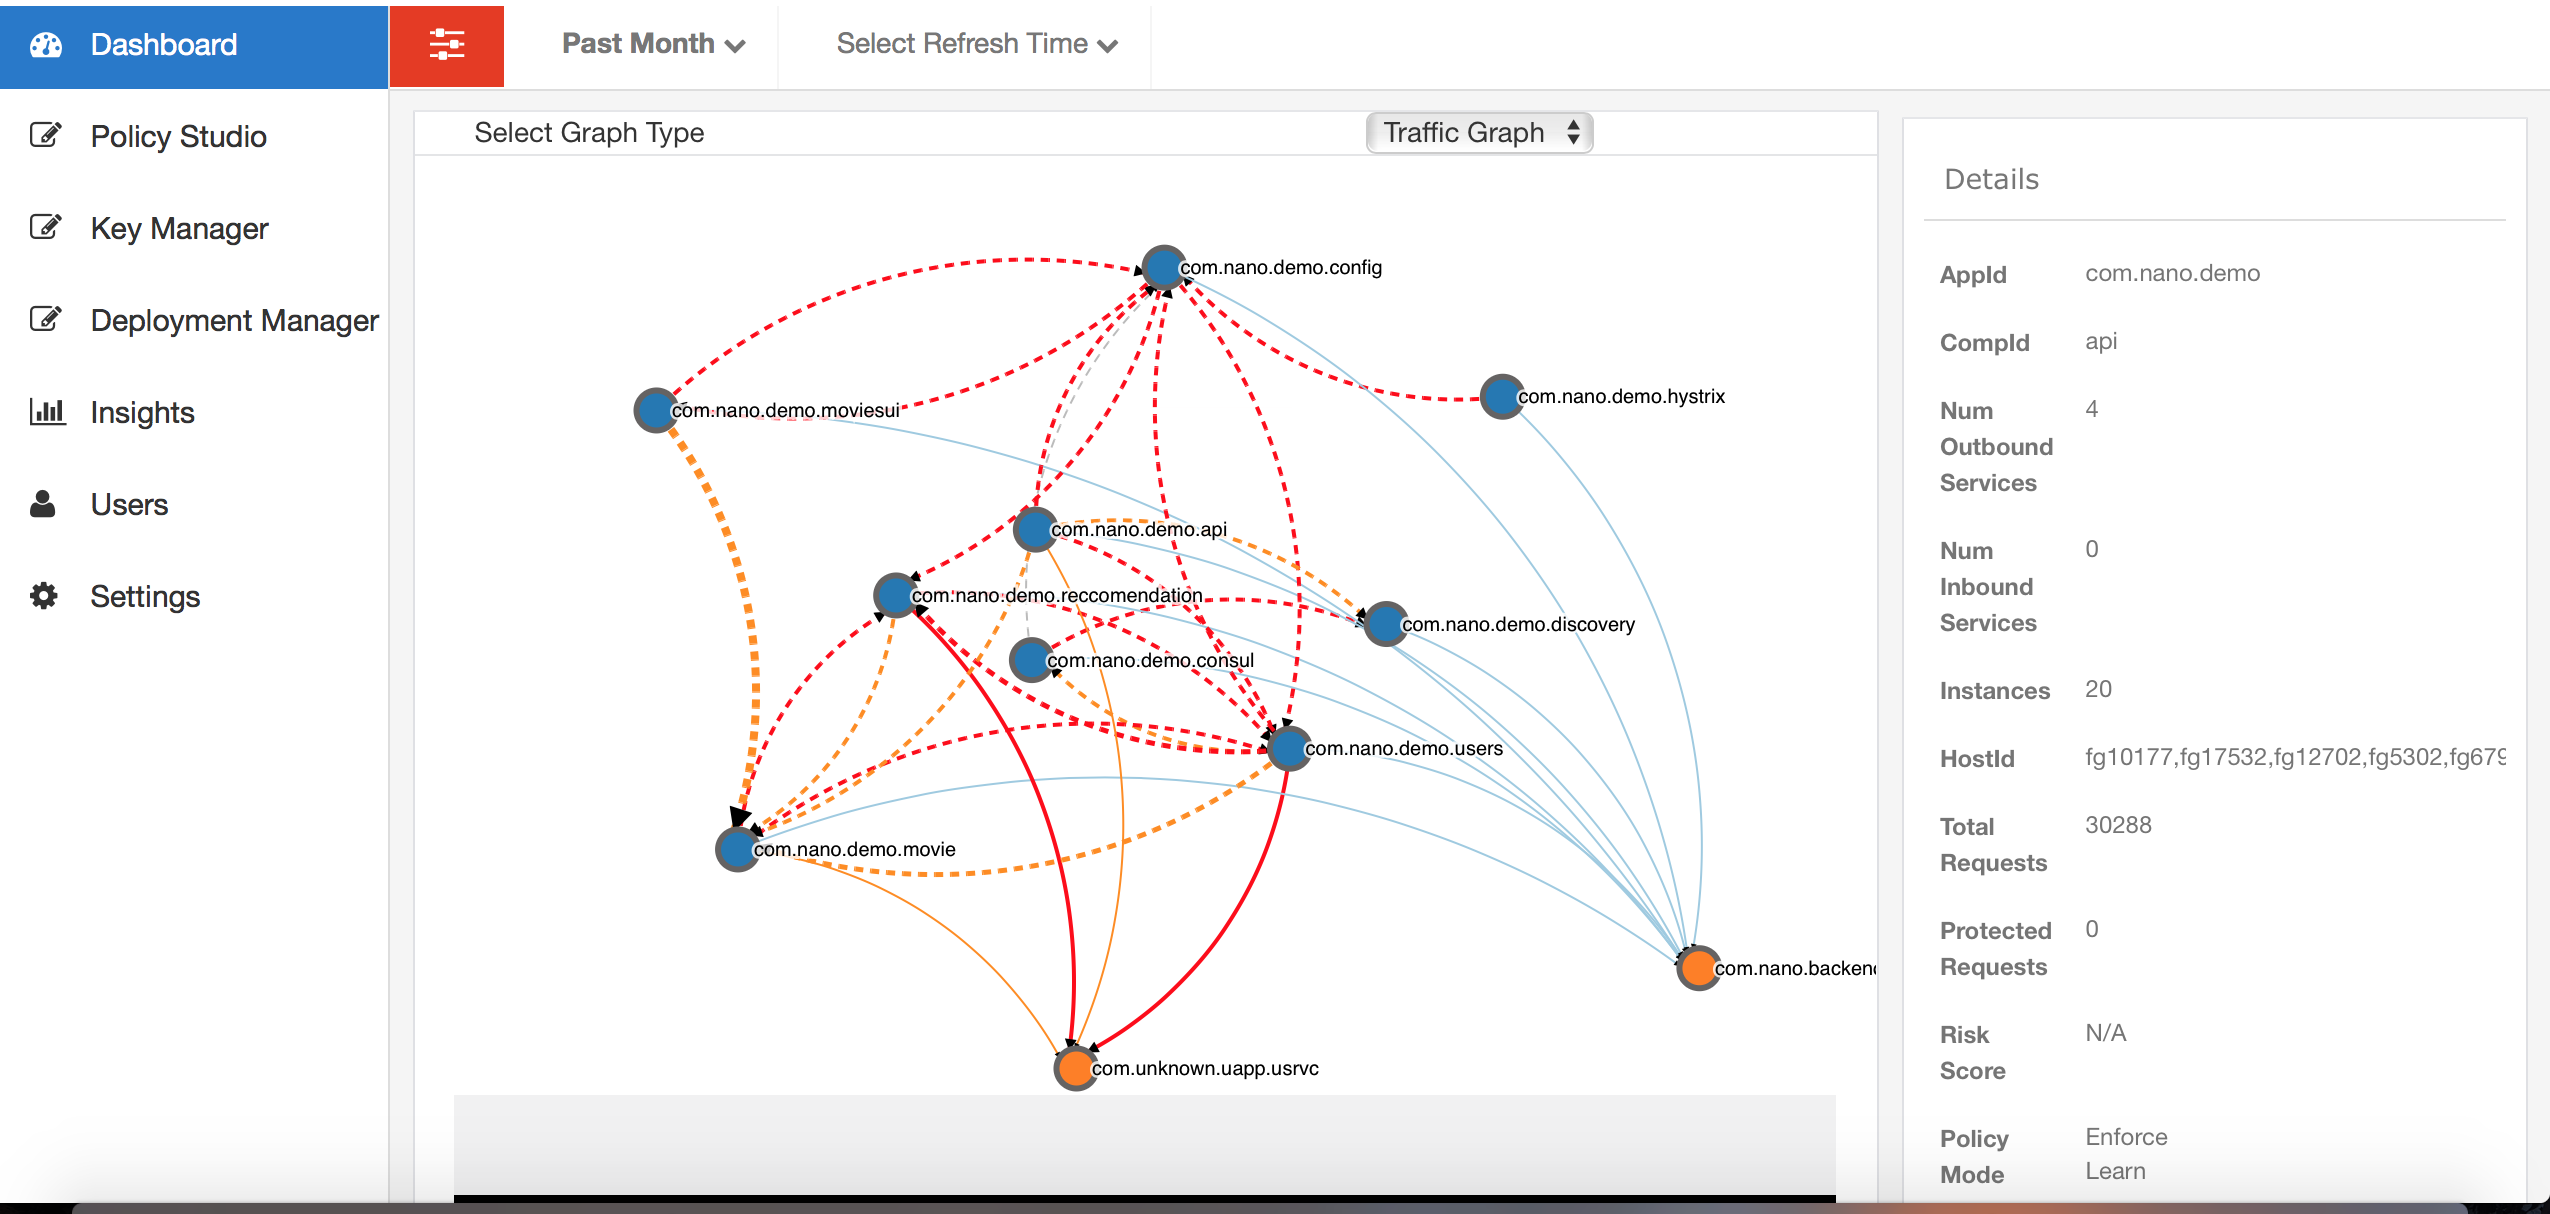 Dashboard
Past Month
Select Refresh Time
Policy Studio
Key Manager
Deployment Manager
Insights
Users
Settings
Select Graph Type
Traffic Graph
com.nano.demo.config
com.nano.demo.hystrix
com.nano.demo.moviesui
com.nano.demo.api
com.nano.demo.reccomendation
com.nano.demo.discovery
com.nano.demo.consul
com.nano.demo.users
com.nano.demo.movie
com.nano.backend
com.unknown.uapp.usrvc
Details
AppId com.nano.demo
CompId api
Num 4
Outbound
Services
Num 0
Inbound
Services
Instances 20
HostId fg10177,fg17532,fg12702,fg5302,fg679
Total 30288
Requests
Protected 0
Requests
Risk N/A
Score
Policy Enforce
Mode Learn